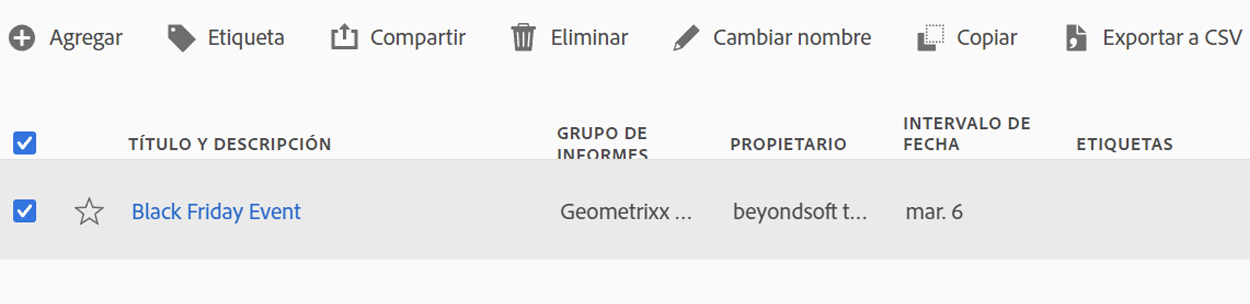 Agregar Etiqueta Compartir Eliminar Cambiar nombre Copiar Exportar a CSV
TÍTULO Y DESCRIPCIÓN GRUPO DE INFORMES PROPIETARIO INTERVALO DE FECHA ETIQUETAS
Black Friday Event Geometrixx ... beyondsoft t... mar. 6